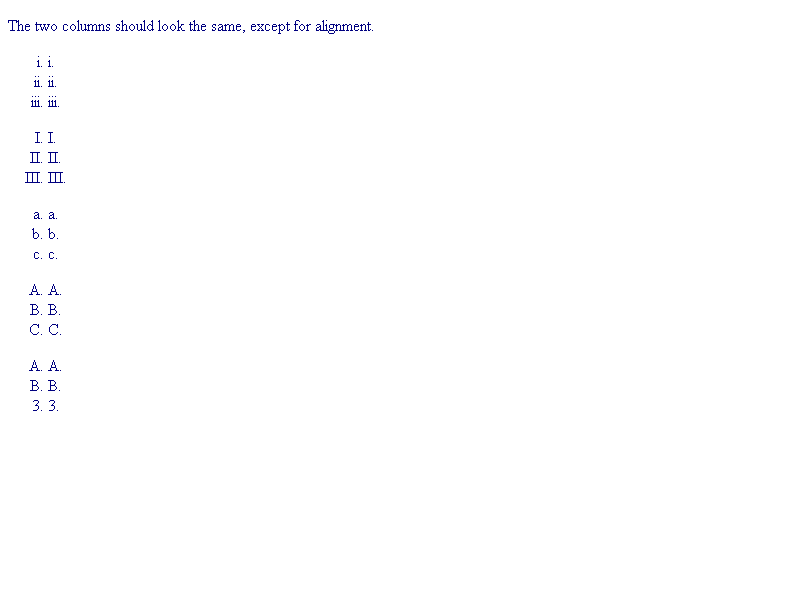 The two columns should look the same, except for alignment.
i. i.
ii. ii.
iii. iii.
I. I.
II. II.
III. III.
a. a.
b. b.
c. c.
A. A.
B. B.
C. C.
A. A.
B. B.
3. 3.